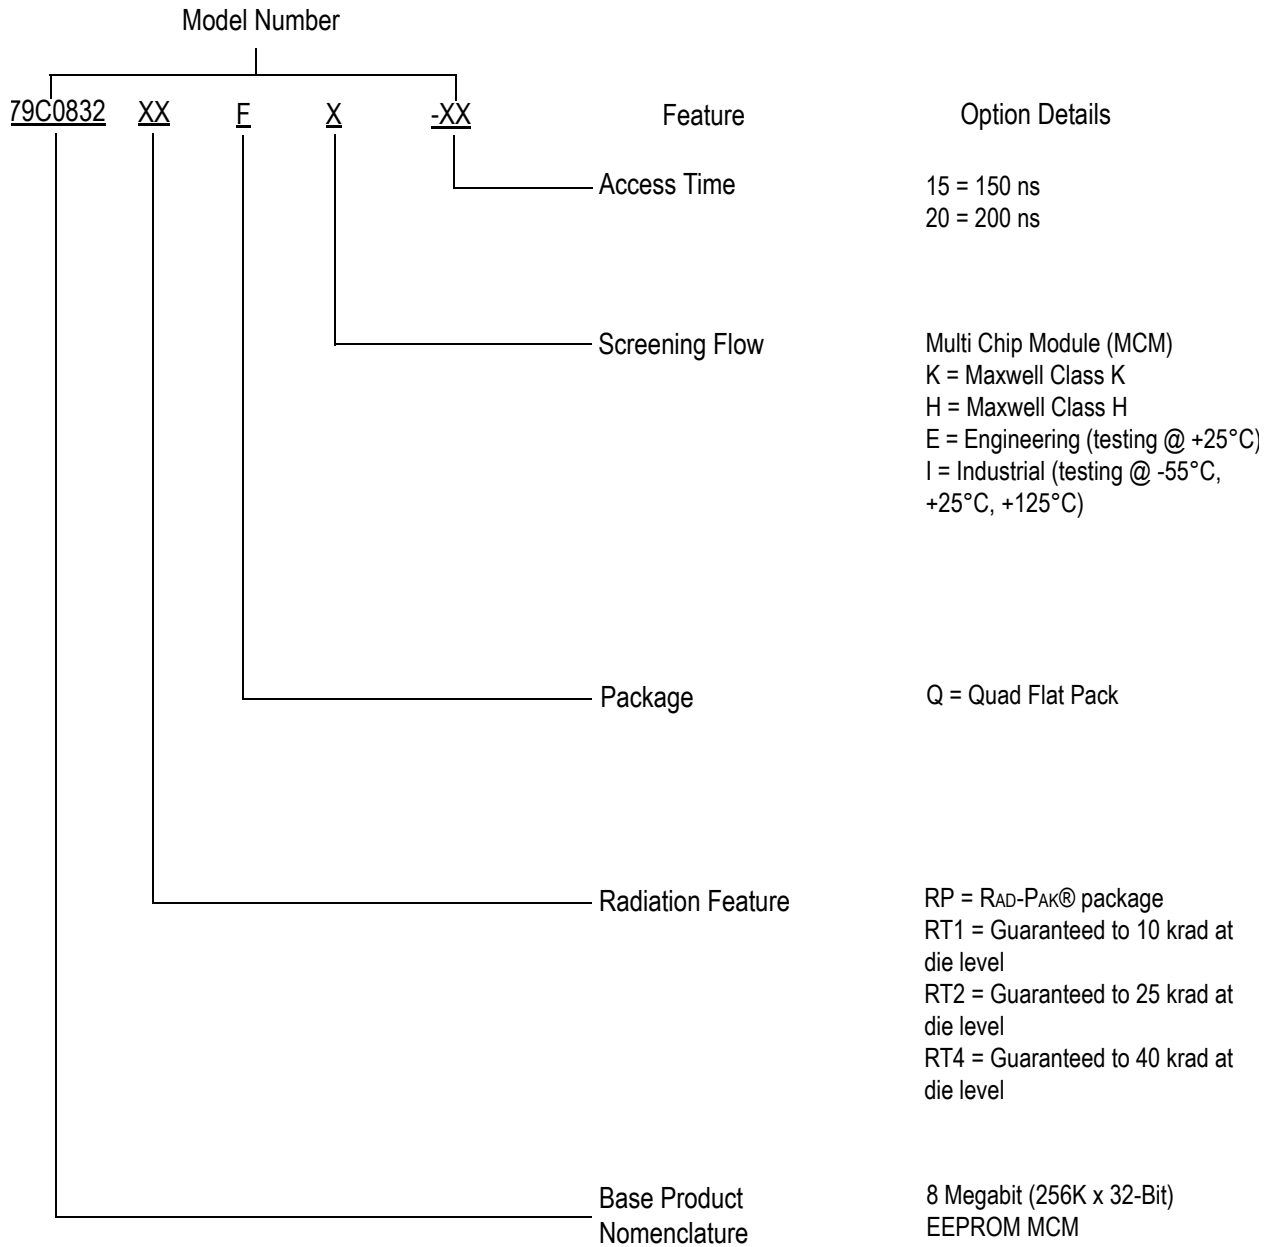 Model Number
79C0832 XX F X -XX Feature Option Details
Access Time 15 = 150 ns
20 = 200 ns
Screening Flow Multi Chip Module (MCM)
K = Maxwell Class K
H = Maxwell Class H
E = Engineering (testing @ +25°C)
I = Industrial (testing @ -55°C,
+25°C, +125°C)
Package Q = Quad Flat Pack
Radiation Feature RP = RAD-PAK® package
RT1 = Guaranteed to 10 krad at
die level
RT2 = Guaranteed to 25 krad at
die level
RT4 = Guaranteed to 40 krad at
die level
Base Product 8 Megabit (256K x 32-Bit)
Nomenclature EEPROM MCM